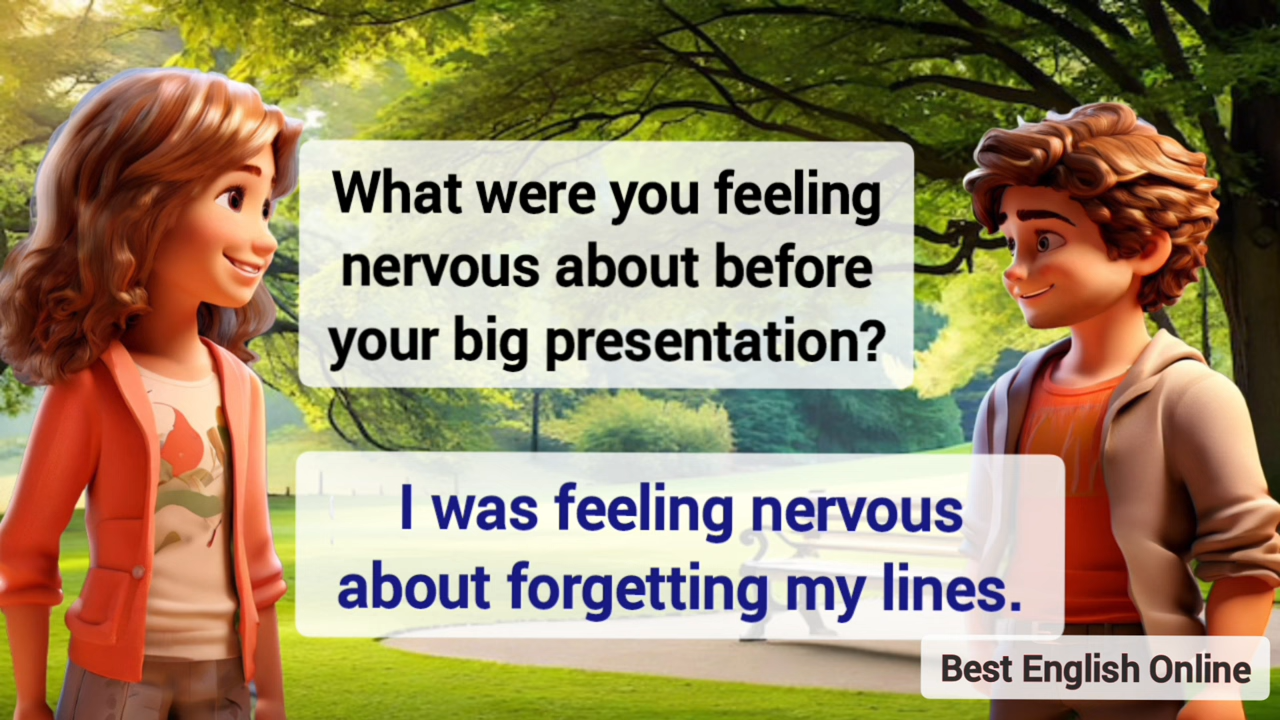 What were you feeling
nervous about before
your big presentation?
I was feeling nervous
about forgetting my lines.
Best English Online